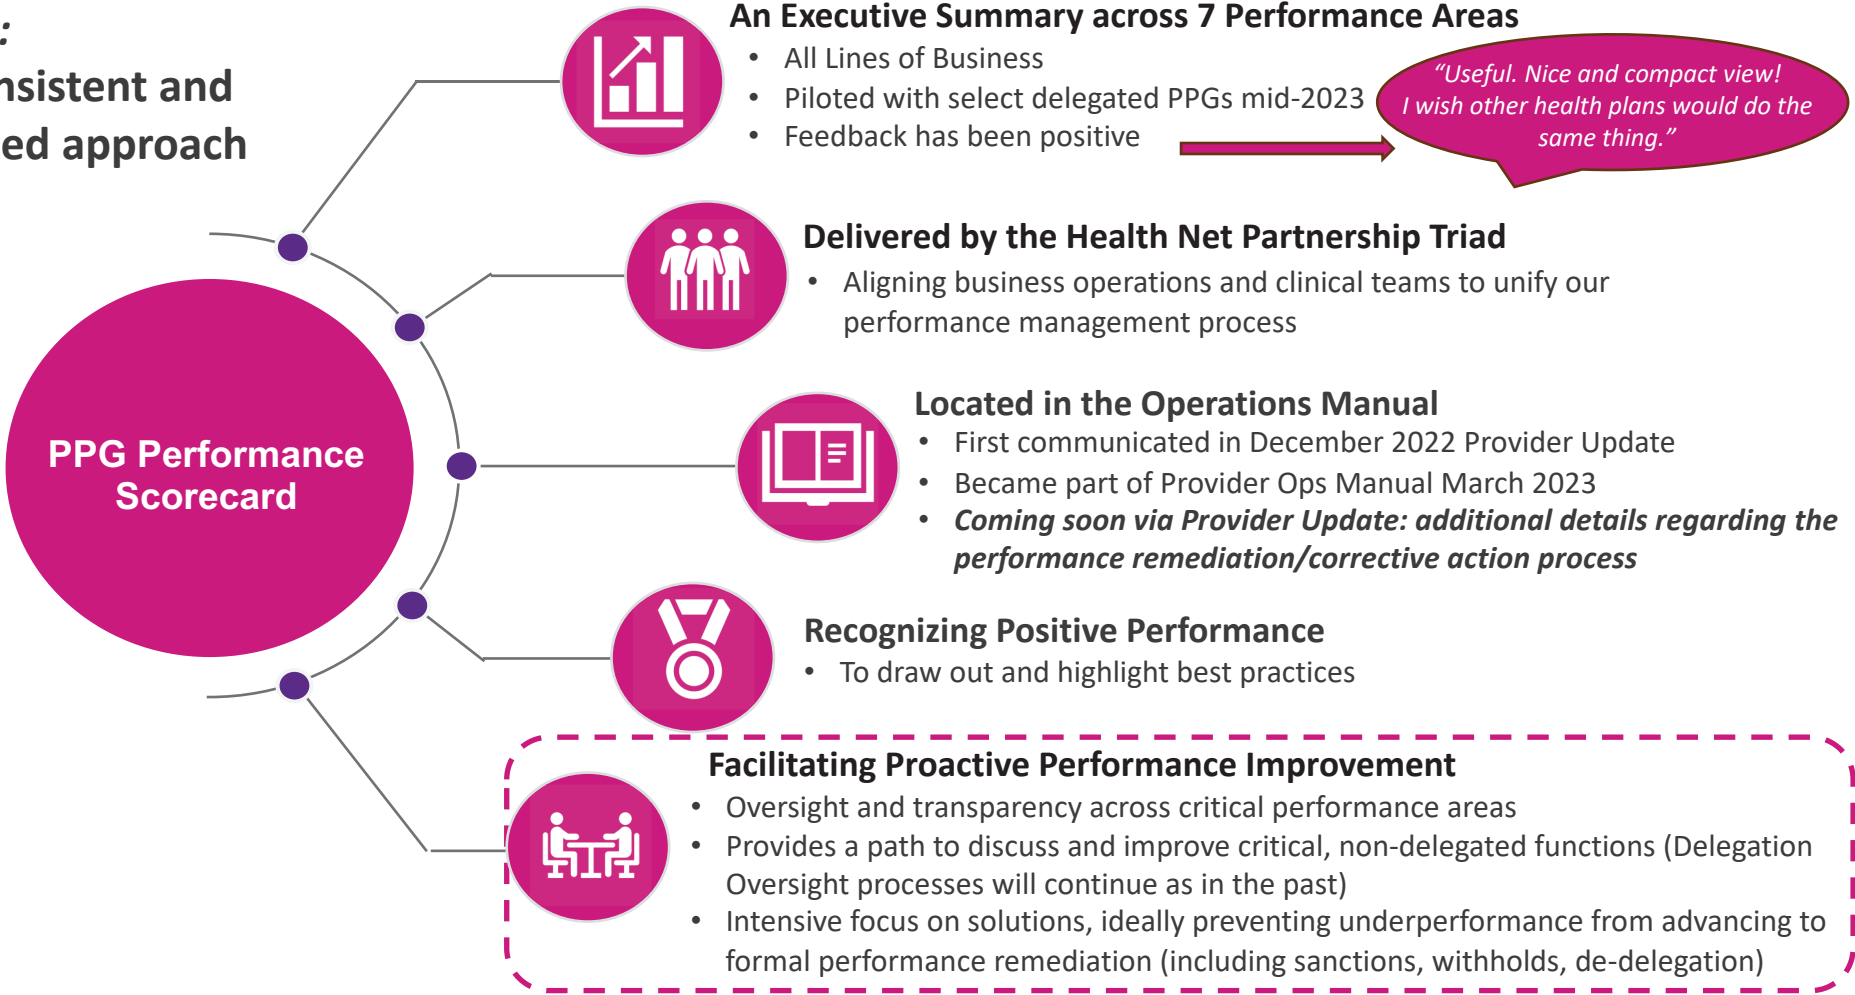 :
nsistent and
ed approach
An Executive Summary across 7 Performance Areas
• All Lines of Business
• Piloted with select delegated PPGs mid-2023
• Feedback has been positive
“Useful. Nice and compact view!
I wish other health plans would do the
same thing.”
Delivered by the Health Net Partnership Triad
• Aligning business operations and clinical teams to unify our
performance management process
PPG Performance
Scorecard
Located in the Operations Manual
• First communicated in December 2022 Provider Update
• Became part of Provider Ops Manual March 2023
• Coming soon via Provider Update: additional details regarding the
performance remediation/corrective action process
Recognizing Positive Performance
• To draw out and highlight best practices
Facilitating Proactive Performance Improvement
• Oversight and transparency across critical performance areas
• Provides a path to discuss and improve critical, non-delegated functions (Delegation
Oversight processes will continue as in the past)
• Intensive focus on solutions, ideally preventing underperformance from advancing to
formal performance remediation (including sanctions, withholds, de-delegation)